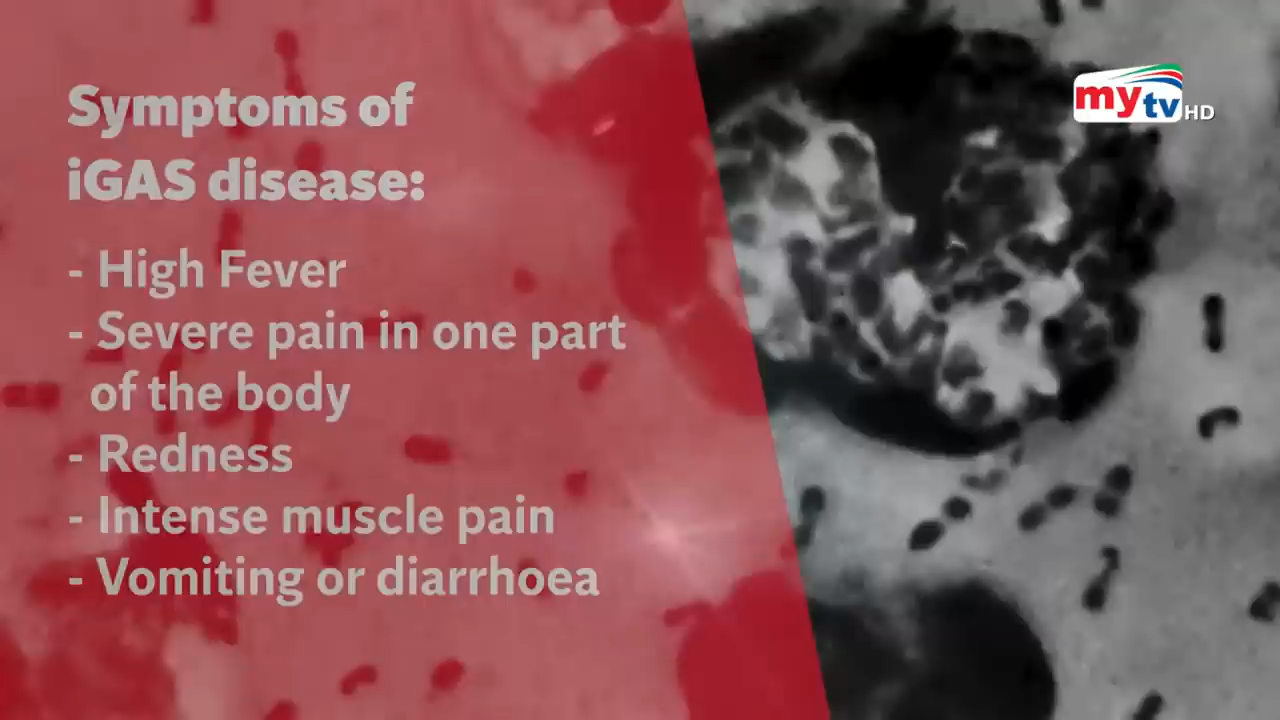 Symptoms of
iGAS disease:
- High Fever
- Severe pain in one part
of the body
- Redness
- Intense muscle pain
- Vomiting or diarrhoea
mytv HD